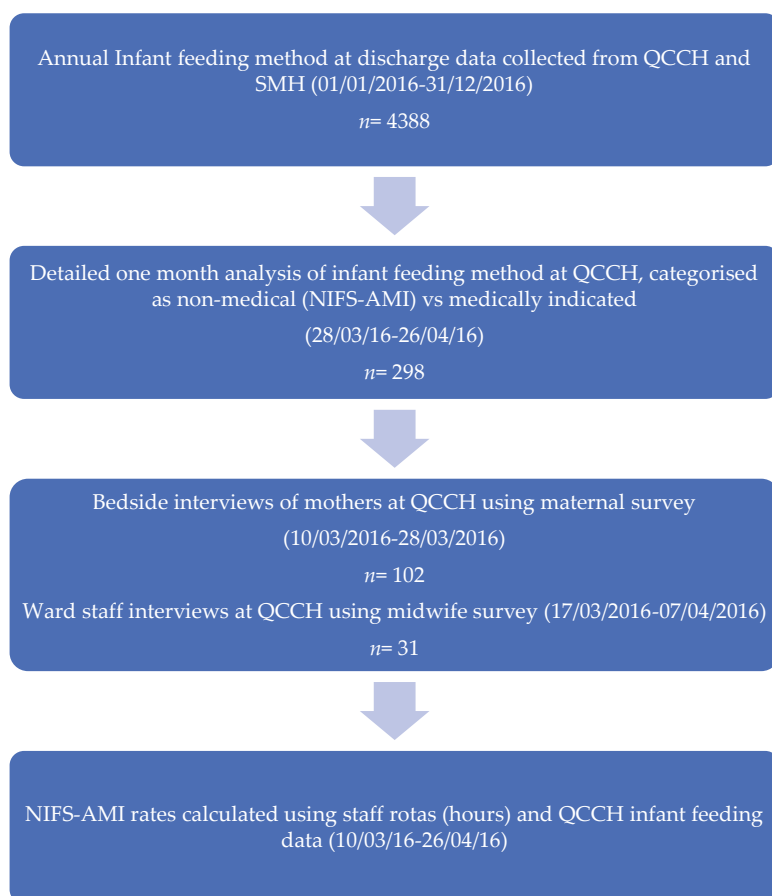 Annual Infant feeding method at discharge data collected from QCCH and
SMH (01/01/2016-31/12/2016)
n= 4388
Detailed one month analysis of infant feeding method at QCCH, categorised
as non-medical (NIFS-AMI) vs medically indicated
(28/03/16-26/04/16)
n= 298
Bedside interviews of mothers at QCCH using maternal survey
(10/03/2016-28/03/2016)
n= 102
Ward staff interviews at QCCH using midwife survey (17/03/2016-07/04/2016)
n= 31
NIFS-AMI rates calculated using staff rotas (hours) and QCCH infant feeding
data (10/03/16-26/04/16)